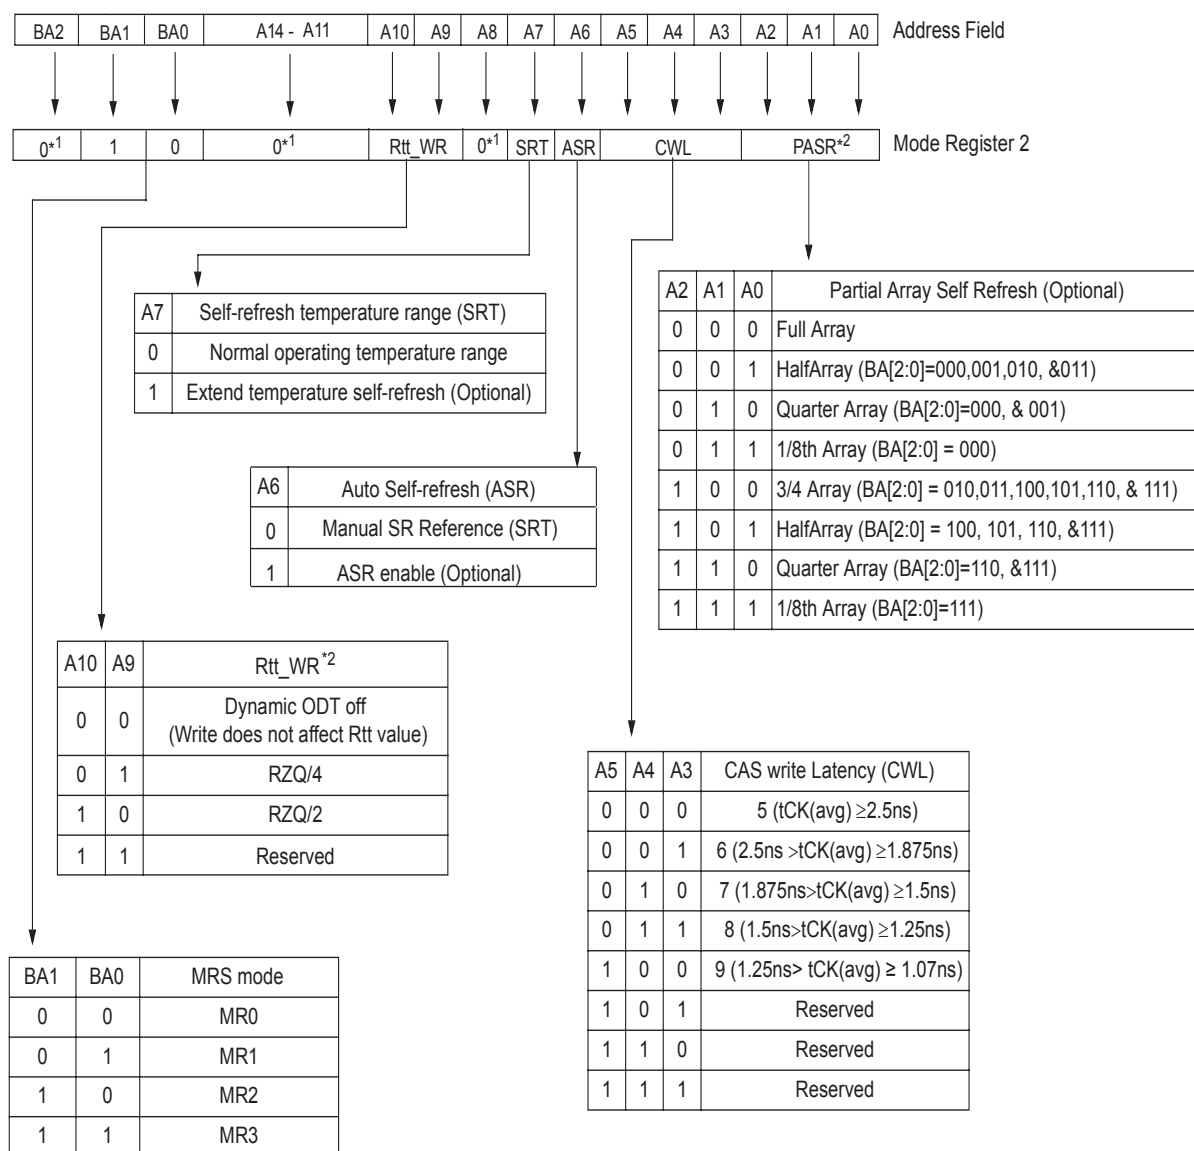 BA2 BA1 BA0 A14 - A11 A10 A9 A8 A7 A6 A5 A4 A3 A2 A1 A0 Address Field
0*1 1 0 0*1 Rtt_WR 0*1 SRT ASR CWL PASR*2 Mode Register 2
A7 Self-refresh temperature range (SRT)
0 Normal operating temperature range
1 Extend temperature self-refresh (Optional)
A2 A1 A0 Partial Array Self Refresh (Optional)
0 0 0 Full Array
0 0 1 HalfArray (BA[2:0]=000,001,010, &011)
0 1 0 Quarter Array (BA[2:0]=000, & 001)
0 1 1 1/8th Array (BA[2:0] = 000)
1 0 0 3/4 Array (BA[2:0] = 010,011,100,101,110, & 111)
1 0 1 HalfArray (BA[2:0] = 100, 101, 110, &111)
1 1 0 Quarter Array (BA[2:0]=110, &111)
1 1 1 1/8th Array (BA[2:0]=111)
A6 Auto Self-refresh (ASR)
0 Manual SR Reference (SRT)
1 ASR enable (Optional)
A10 A9 Rtt_WR*2
0 0 Dynamic ODT off
(Write does not affect Rtt value)
0 1 RZQ/4
1 0 RZQ/2
1 1 Reserved
A5 A4 A3 CAS write Latency (CWL)
0 0 0 5 (tCK(avg) ≥2.5ns)
0 0 1 6 (2.5ns >tCK(avg) ≥1.875ns)
0 1 0 7 (1.875ns>tCK(avg) ≥1.5ns)
0 1 1 8 (1.5ns>tCK(avg) ≥1.25ns)
1 0 0 9 (1.25ns> tCK(avg) ≥ 1.07ns)
1 0 1 Reserved
1 1 0 Reserved
1 1 1 Reserved
BA1 BA0 MRS mode
0 0 MR0
0 1 MR1
1 0 MR2
1 1 MR3